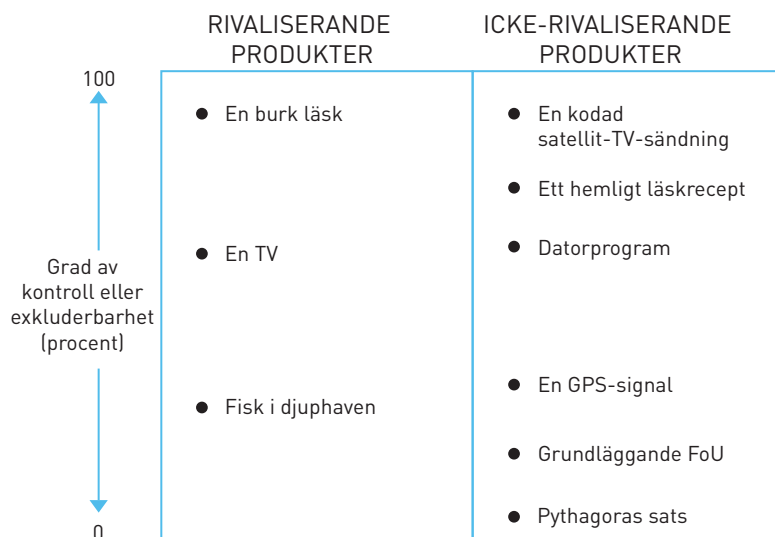 RIVALISERANDE
PRODUKTER
ICKE-RIVALISERANDE
PRODUKTER
100
Grad av
kontroll eller
exkluderbarhet
(procent)
0
En burk läsk
En TV
Fisk i djuphaven
En kodad
satellit-TV-sändning
Ett hemligt läskrecept
Datorprogram
En GPS-signal
Grundläggande FoU
Pythagoras sats